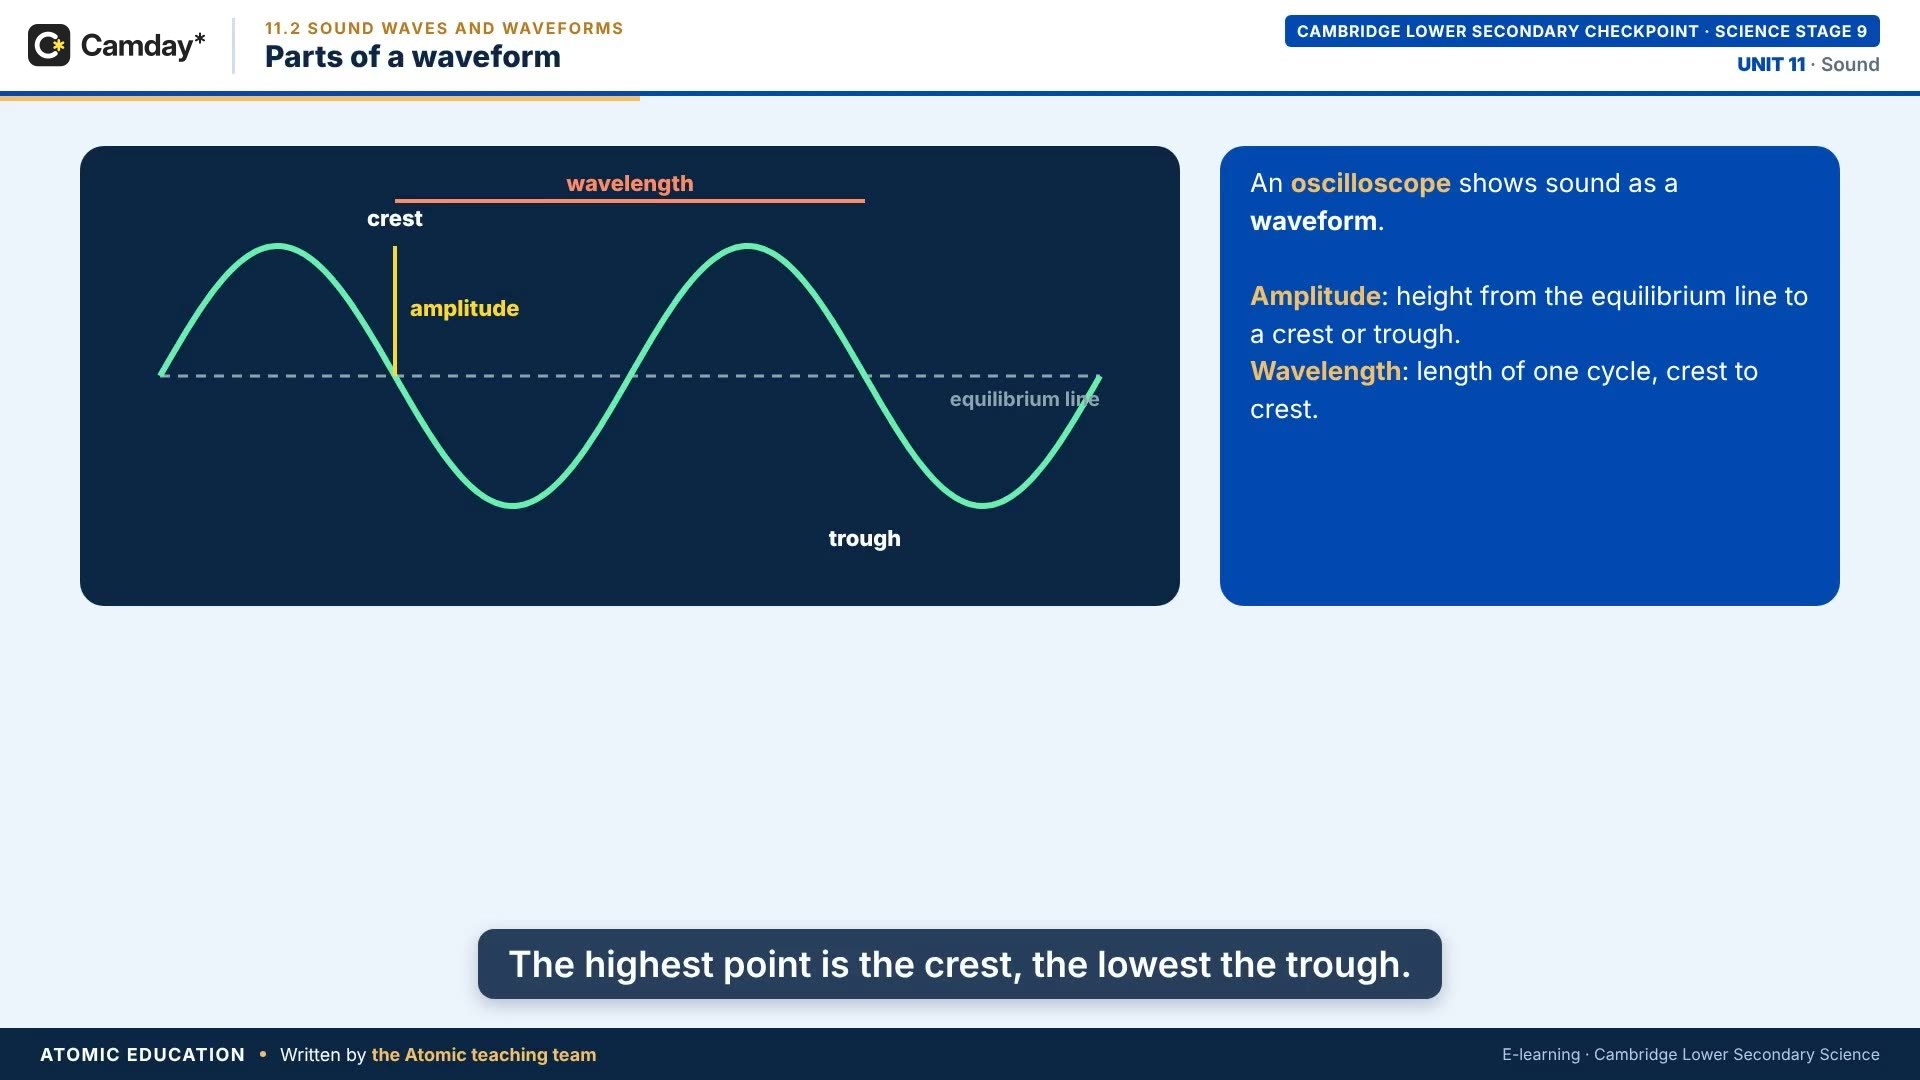 Camday*
11.2 SOUND WAVES AND WAVEFORMS
Parts of a waveform
CAMBRIDGE LOWER SECONDARY CHECKPOINT · SCIENCE STAGE 9
UNIT 11 · Sound
wavelength
crest
amplitude
equilibrium line
trough
An oscilloscope shows sound as a
waveform.
Amplitude: height from the equilibrium line to
a crest or trough.
Wavelength: length of one cycle, crest to
crest.
The highest point is the crest, the lowest the trough.
ATOMIC EDUCATION • Written by the Atomic teaching team
E-learning · Cambridge Lower Secondary Science